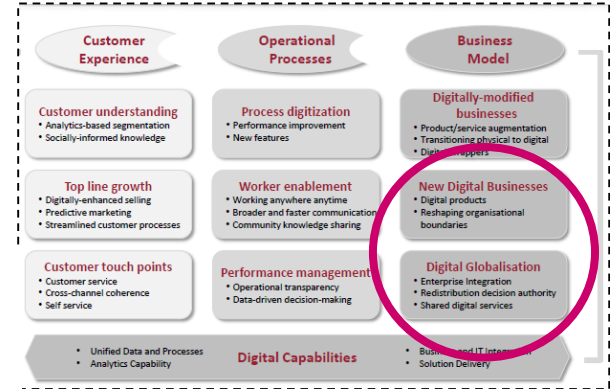 Customer
Experience
Operational
Processes
Business
Model
Customer understanding
• Analytics-based segmentation
• Socially-informed knowledge
Process digitization
• Performance improvement
• New features
Digitally-modified
businesses
• Product/service augmentation
• Transitioning physical to digital
Top line growth
• Digitally-enhanced selling
• Predictive marketing
• Streamlined customer processes
Worker enablement
• Working anywhere anytime
• Broader and faster communication
• Community knowledge sharing
New Digital Businesses
• Digital products
• Reshaping organisational
boundaries
Customer touch points
• Customer service
• Cross-channel coherence
• Self service
Performance management
• Operational transparency
• Data-driven decision-making
Digital Globalisation
• Enterprise Integration
• Redistribution decision authority
• Shared digital services
• Unified Data and Processes
• Analytics Capability
Digital Capabilities
• Business and IT Integration
• Solution Delivery